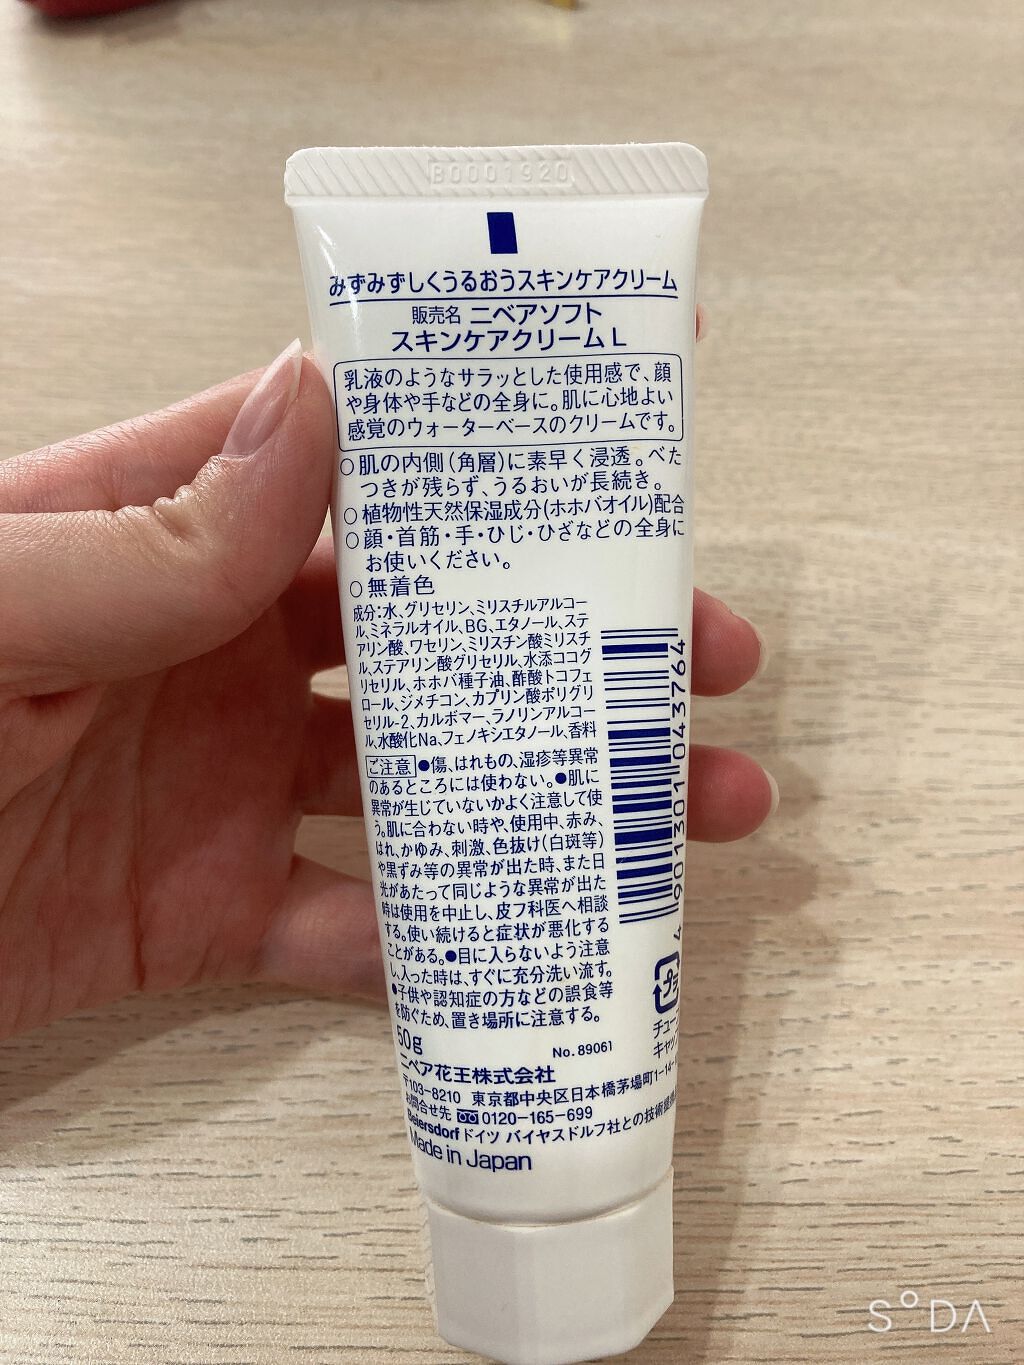 B0001920
みずみずしくうるおうスキンケアクリーム
販売名 ニベアソフト
スキンケアクリームL
乳液のようなサラッとした使用感で、顔
や身体や手などの全身に。肌に心地よい
感覚のウォーターベースのクリームです。
○肌の内側(角層)に素早く浸透。べた
つきが残らず、うるおいが長続き。
○植物性天然保湿成分(ホホバオイル)配合
○顔・首筋・手・ひじ・ひざなどの全身に
お使いください。
○無着色
成分:水、グリセリン、ミリスチルアルコー
ル、ミネラルオイル、BG、エタノール、ステ
アリン酸、ワセリン、ミリスチン酸ミリスチ
ル、ステアリン酸グリセリル、水添ココグ
リセリル、ホホバ種子油、酢酸トコフェ
ロール、ジメチコン、カプリン酸ポリグリ
セリル-2、カルボマー、ラノリンアルコー
ル、水酸化Na、フェノキシエタノール、香料
ご注意 ●傷、はれもの、湿疹等異常
のあるところには使わない。●肌に
異常が生じていないかよく注意して使
う。肌に合わない時や、使用中、赤み、
はれ、かゆみ、刺激、色抜け(白斑等)
や黒ずみ等の異常が出た時、また日
光があたって同じような異常が出た
時は使用を中止し、皮フ科医へ相談
する。使い続けると症状が悪化する
ことがある。●目に入らないよう注意
し、入った時は、すぐに充分洗い流す。
●子供や認知症の方などの誤食等
を防ぐため、置き場所に注意する。
4 901301 043764
プラ
チュー
キャッ
50g
No.89061
ニベア花王株式会社
〒103-8210 東京都中央区日本橋茅場町1-14-
お問合せ先 0120-165-699
Beiersdorf ドイツ バイヤスドルフ社との技術提携
Made in Japan
SODA